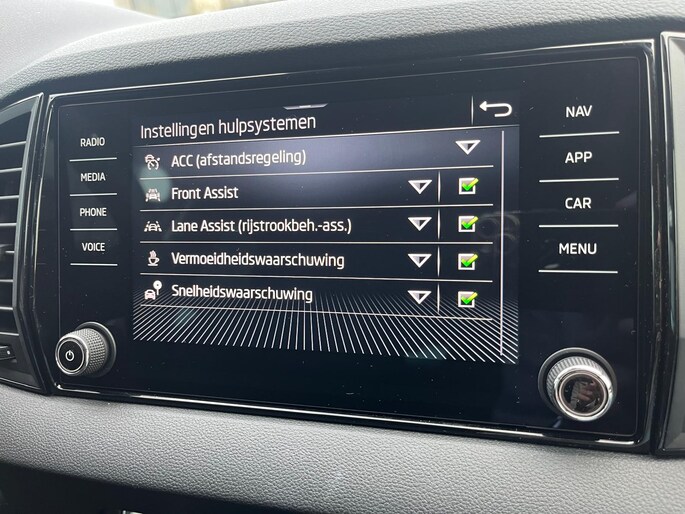 Instellingen hulpsystemen
RADIO
MEDIA
PHONE
VOICE
ACC (afstandsregeling)
Front Assist
Lane Assist (rijstrookbeh.-ass.)
Vermoeidheidswaarschuwing
Snelheidswaarschuwing
NAV
APP
CAR
MENU